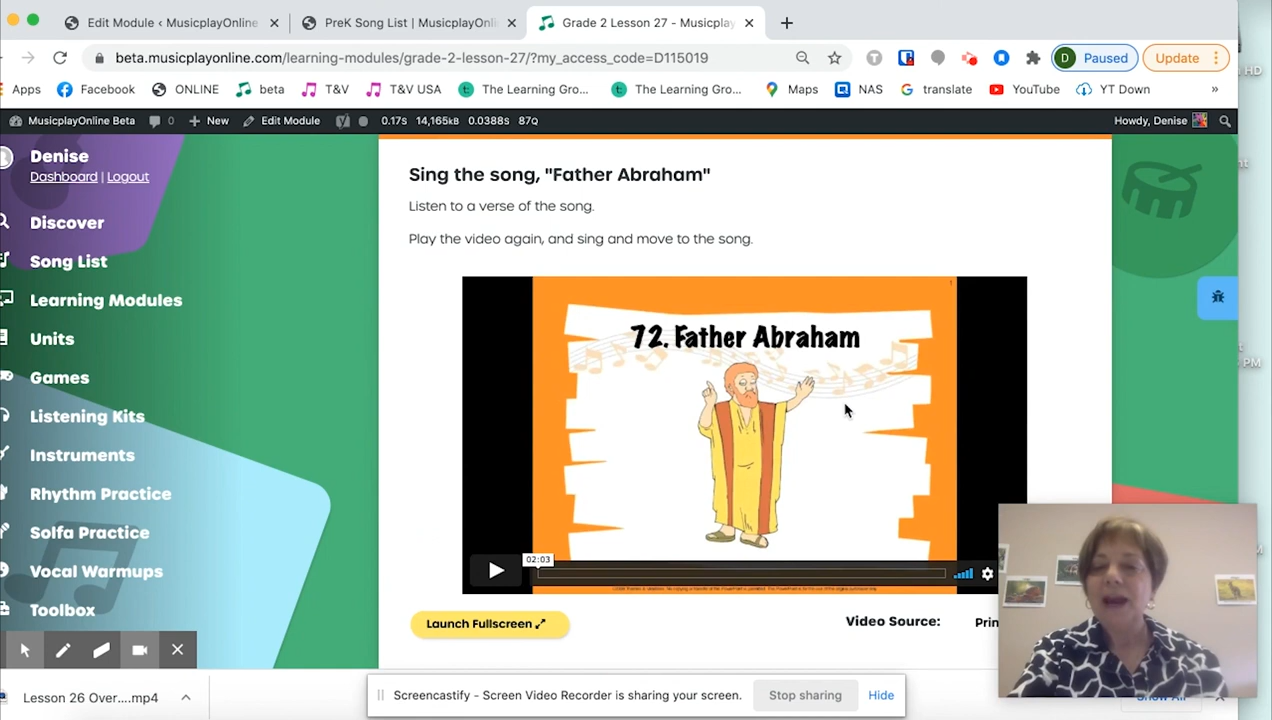 Edit Module ‹ MusicplayOnline
PreK Song List | MusicplayOnli
Grade 2 Lesson 27 - Musicplay
beta.musicplayonline.com/learning-modules/grade-2-lesson-27/?my_access_code=D115019
T
D Paused
Update
Apps
Facebook
ONLINE
beta
T&V
T&V USA
The Learning Gro...
The Learning Gro...
Maps
NAS
translate
YouTube
YT Down
»
MusicplayOnline Beta
0
New
Edit Module
0.17s 14,165kB 0.0388s 87Q
Howdy, Denise
Denise
Dashboard | Logout
Discover
Song List
Learning Modules
Units
Games
Listening Kits
Instruments
Rhythm Practice
Solfa Practice
Vocal Warmups
Toolbox
Sing the song, "Father Abraham"
Listen to a verse of the song.
Play the video again, and sing and move to the song.
72. Father Abraham
02:03
Launch Fullscreen
Video Source:
Prin
HD
PM
Lesson 26 Over....mp4
Screencastify - Screen Video Recorder is sharing your screen.
Stop sharing
Hide